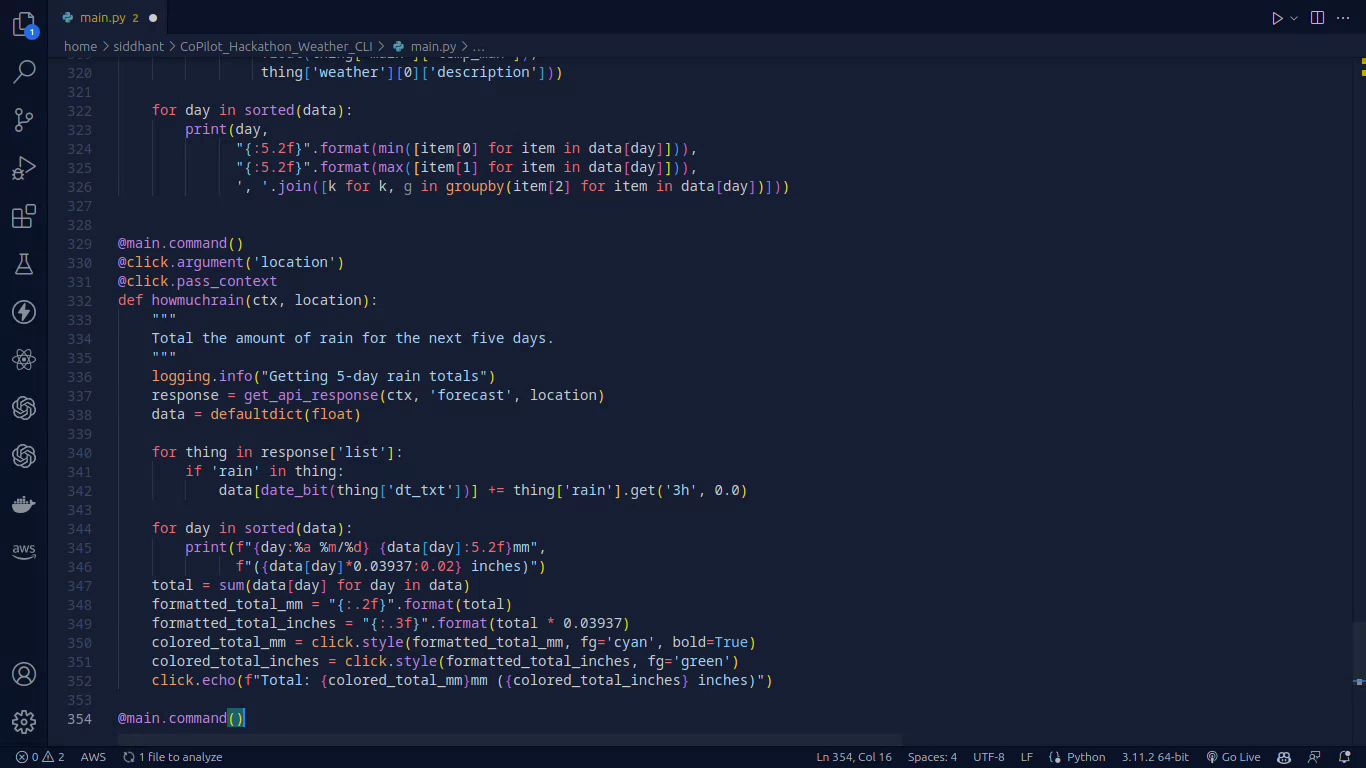 main.py 2
1
home > siddhant > CoPilot_Hackathon_Weather_CLI > main.py > ...
320 thing['weather'][0]['description']))
321
322 for day in sorted(data):
323 print(day,
324 "{:5.2f}".format(min([item[0] for item in data[day]])),
325 "{:5.2f}".format(max([item[1] for item in data[day]])),
326 ', '.join([k for k, g in groupby(item[2] for item in data[day])]))
327
328
329 @main.command()
330 @click.argument('location')
331 @click.pass_context
332 def howmuchrain(ctx, location):
333 """
334 Total the amount of rain for the next five days.
335 """
336 logging.info("Getting 5-day rain totals")
337 response = get_api_response(ctx, 'forecast', location)
338 data = defaultdict(float)
339
340 for thing in response['list']:
341 if 'rain' in thing:
342 data[date_bit(thing['dt_txt'])] += thing['rain'].get('3h', 0.0)
343
344 for day in sorted(data):
345 print(f"{day:%a %m/%d} {data[day]:5.2f}mm",
346 f"({data[day]*0.03937:0.02} inches)")
347 total = sum(data[day] for day in data)
348 formatted_total_mm = "{:.2f}".format(total)
349 formatted_total_inches = "{:.3f}".format(total * 0.03937)
350 colored_total_mm = click.style(formatted_total_mm, fg='cyan', bold=True)
351 colored_total_inches = click.style(formatted_total_inches, fg='green')
352 click.echo(f"Total: {colored_total_mm}mm ({colored_total_inches} inches)")
353
354 @main.command()
aws
0 2 AWS 1 file to analyze Ln 354, Col 16 Spaces: 4 UTF-8 LF Python 3.11.2 64-bit Go Live